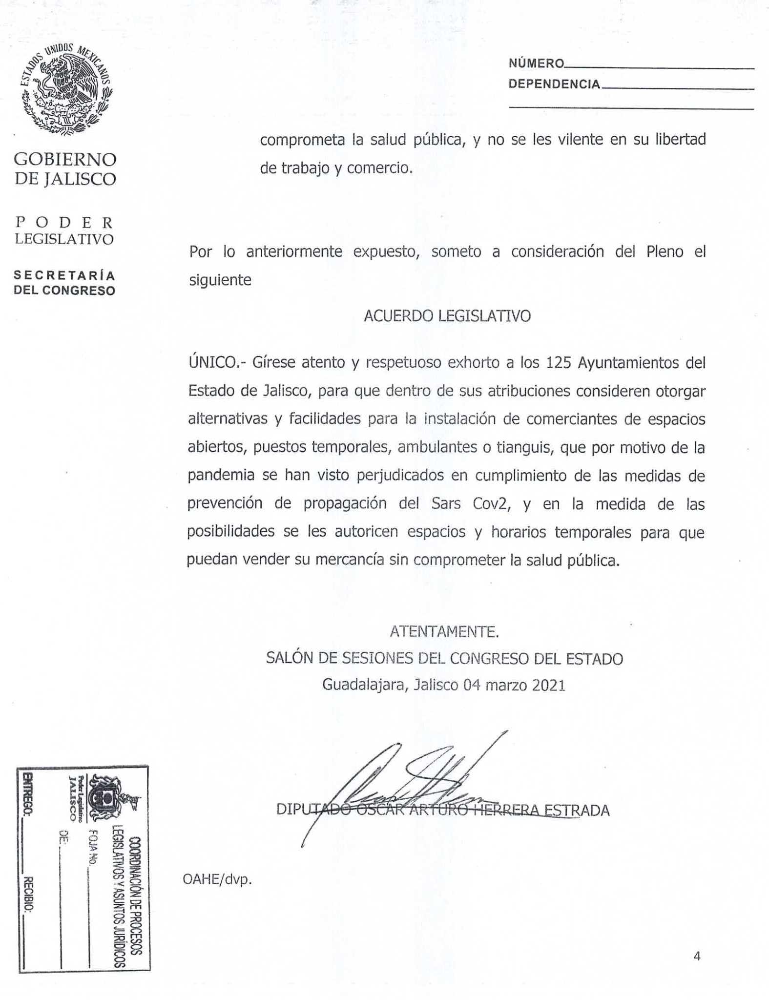 ESTADOS UNIDOS MEXICANOS
NÚMERO
DEPENDENCIA
GOBIERNO
DE JALISCO
PODER
LEGISLATIVO
SECRETARÍA
DEL CONGRESO
comprometa la salud pública, y no se les vilente en su libertad
de trabajo y comercio.
Por lo anteriormente expuesto, someto a consideración del Pleno el
siguiente
ACUERDO LEGISLATIVO
ÚNICO.- Gírese atento y respetuoso exhorto a los 125 Ayuntamientos del
Estado de Jalisco, para que dentro de sus atribuciones consideren otorgar
alternativas y facilidades para la instalación de comerciantes de espacios
abiertos, puestos temporales, ambulantes o tianguis, que por motivo de la
pandemia se han visto perjudicados en cumplimiento de las medidas de
prevención de propagación del Sars Cov2, y en la medida de las
posibilidades se les autoricen espacios y horarios temporales para que
puedan vender su mercancía sin comprometer la salud pública.
ATENTAMENTE.
SALÓN DE SESIONES DEL CONGRESO DEL ESTADO
Guadalajara, Jalisco 04 marzo 2021
DIPUTADO OSCAR ARTURO HERRERA ESTRADA
OAHE/dvp.
COORDINACIÓN DE PROCESOS
LEGISLATIVOS Y ASUNTOS JURÍDICOS
Poder Legislativo
JALISCO
FOJA No.
DE:
ENTREGO: RECIBIO:
4